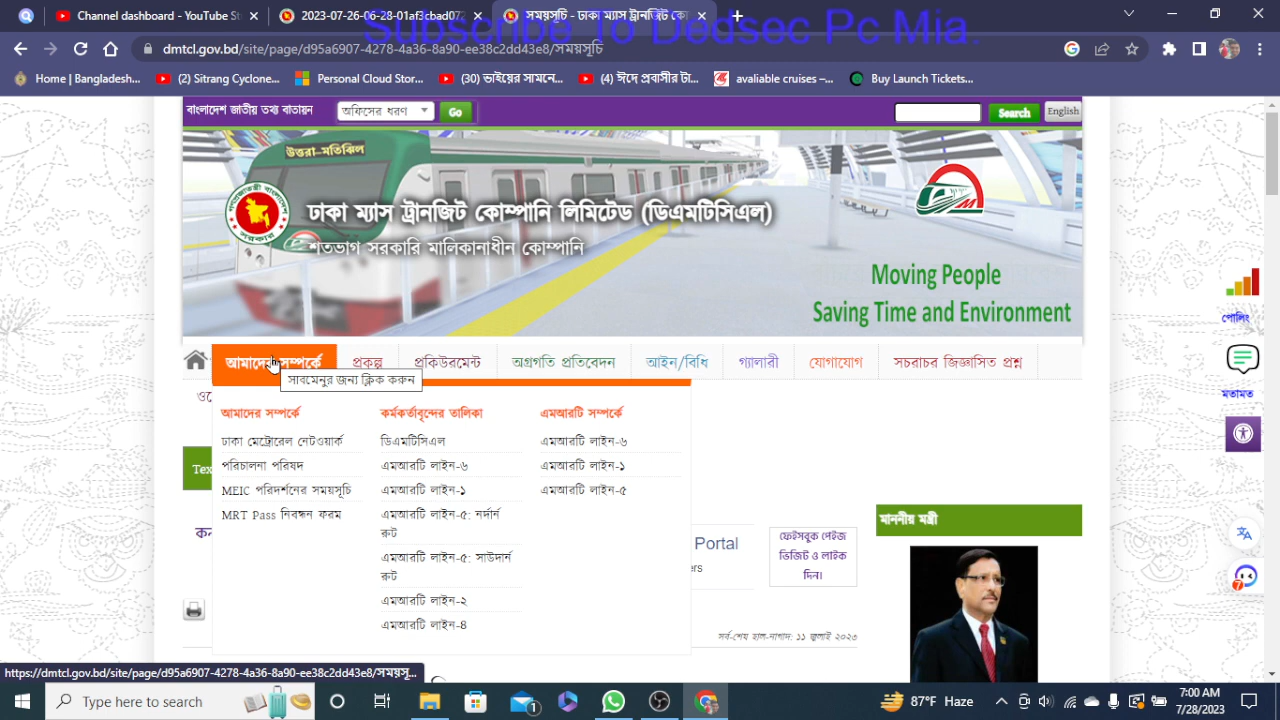 dashboard - YouTube S
2023-07-26-06-28-01af1cfead07
সময়সূচি - ঢাকা ম্যাস ট্রানজিট কো
Subscribe To Dedsec Pc Mia.
dmtcl.gov.bd/site/page/d95a6907-4278-4a36-8a90-ee38c2dd43e8/সময়সূচি
Home | Bangladesh...
(2) Sitrang Cyclone...
Personal Cloud Stor...
(30) ভাইয়ের সামনে...
(4) ঈদে প্রবাসীর টা...
avaliable cruises –...
Buy Launch Tickets...
বাংলাদেশ জাতীয় তথ্য বাতায়ন
অফিসের ধরণ
Go
Search
English
উত্তরা-মতিঝিল
ঢাকা ম্যাস ট্রানজিট কোম্পানি লিমিটেড (ডিএমটিসিএল)
শতভাগ সরকারি মালিকানাধীন কোম্পানি
Moving People
Saving Time and Environment
আমাদের সম্পর্কে
প্রকল্প
প্রকিউরমেন্ট
অগ্রগতি প্রতিবেদন
আইন/বিধি
গ্যালারী
যোগাযোগ
সচরাচর জিজ্ঞাসিত প্রশ্ন
সাবমেনুর জন্য ক্লিক করুন
আমাদের সম্পর্কে
ঢাকা মেট্রোরেল নেটওয়ার্ক
পরিচালনা পরিষদ
MEIC পরিদর্শনের সময়সূচি
MRT Pass নিবন্ধন ফরম
কর্মকর্তাবৃন্দের তালিকা
ডিএমটিসিএল
এমআরটি লাইন-৬
এমআরটি লাইন-১
এমআরটি লাইন-৫: নর্দার্ন
রুট
এমআরটি লাইন-৫: সাউদার্ন
রুট
এমআরটি লাইন-২
এমআরটি লাইন-৪
এমআরটি সম্পর্কে
এমআরটি লাইন-৬
এমআরটি লাইন-১
এমআরটি লাইন-৫
Tex
Portal
ers
ফেইসবুক পেইজ
ভিজিট ও লাইক
দিন।
সর্ব-শেষ হাল-নাগাদ: ১১ জুলাই ২০২৩
মাননীয় মন্ত্রী
পোলিং
মতামত
7
https://dmtcl.gov.bd/site/page/d95a6907-4278-4a36-8a90-ee38c2dd43e8/সময়সূ...
Type here to search
1
87°F Haze
7:00 AM
7/28/2023